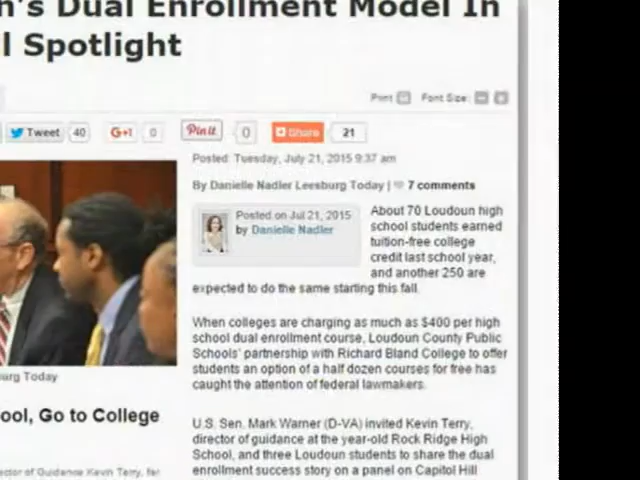 n's Dual Enrollment Model In
l Spotlight
Print
Font Size:
Tweet 40
G+1 0
Pin it 0
Share 21
Posted: Tuesday, July 21, 2015 9:37 am
By Danielle Nadler Leesburg Today | 7 comments
Posted on Jul 21, 2015
by Danielle Nadler
About 70 Loudoun high
school students earned
tuition-free college
credit last school year,
and another 250 are
expected to do the same starting this fall.
When colleges are charging as much as $400 per high
school dual enrollment course, Loudoun County Public
Schools' partnership with Richard Bland College to offer
students an option of a half dozen courses for free has
caught the attention of federal lawmakers.
U.S. Sen. Mark Warner (D-VA) invited Kevin Terry,
director of guidance at the year-old Rock Ridge High
School, and three Loudoun students to share the dual
enrollment success story on a panel on Capitol Hill
urg Today
ool, Go to College
ector of Guidance Kevin Terry, far